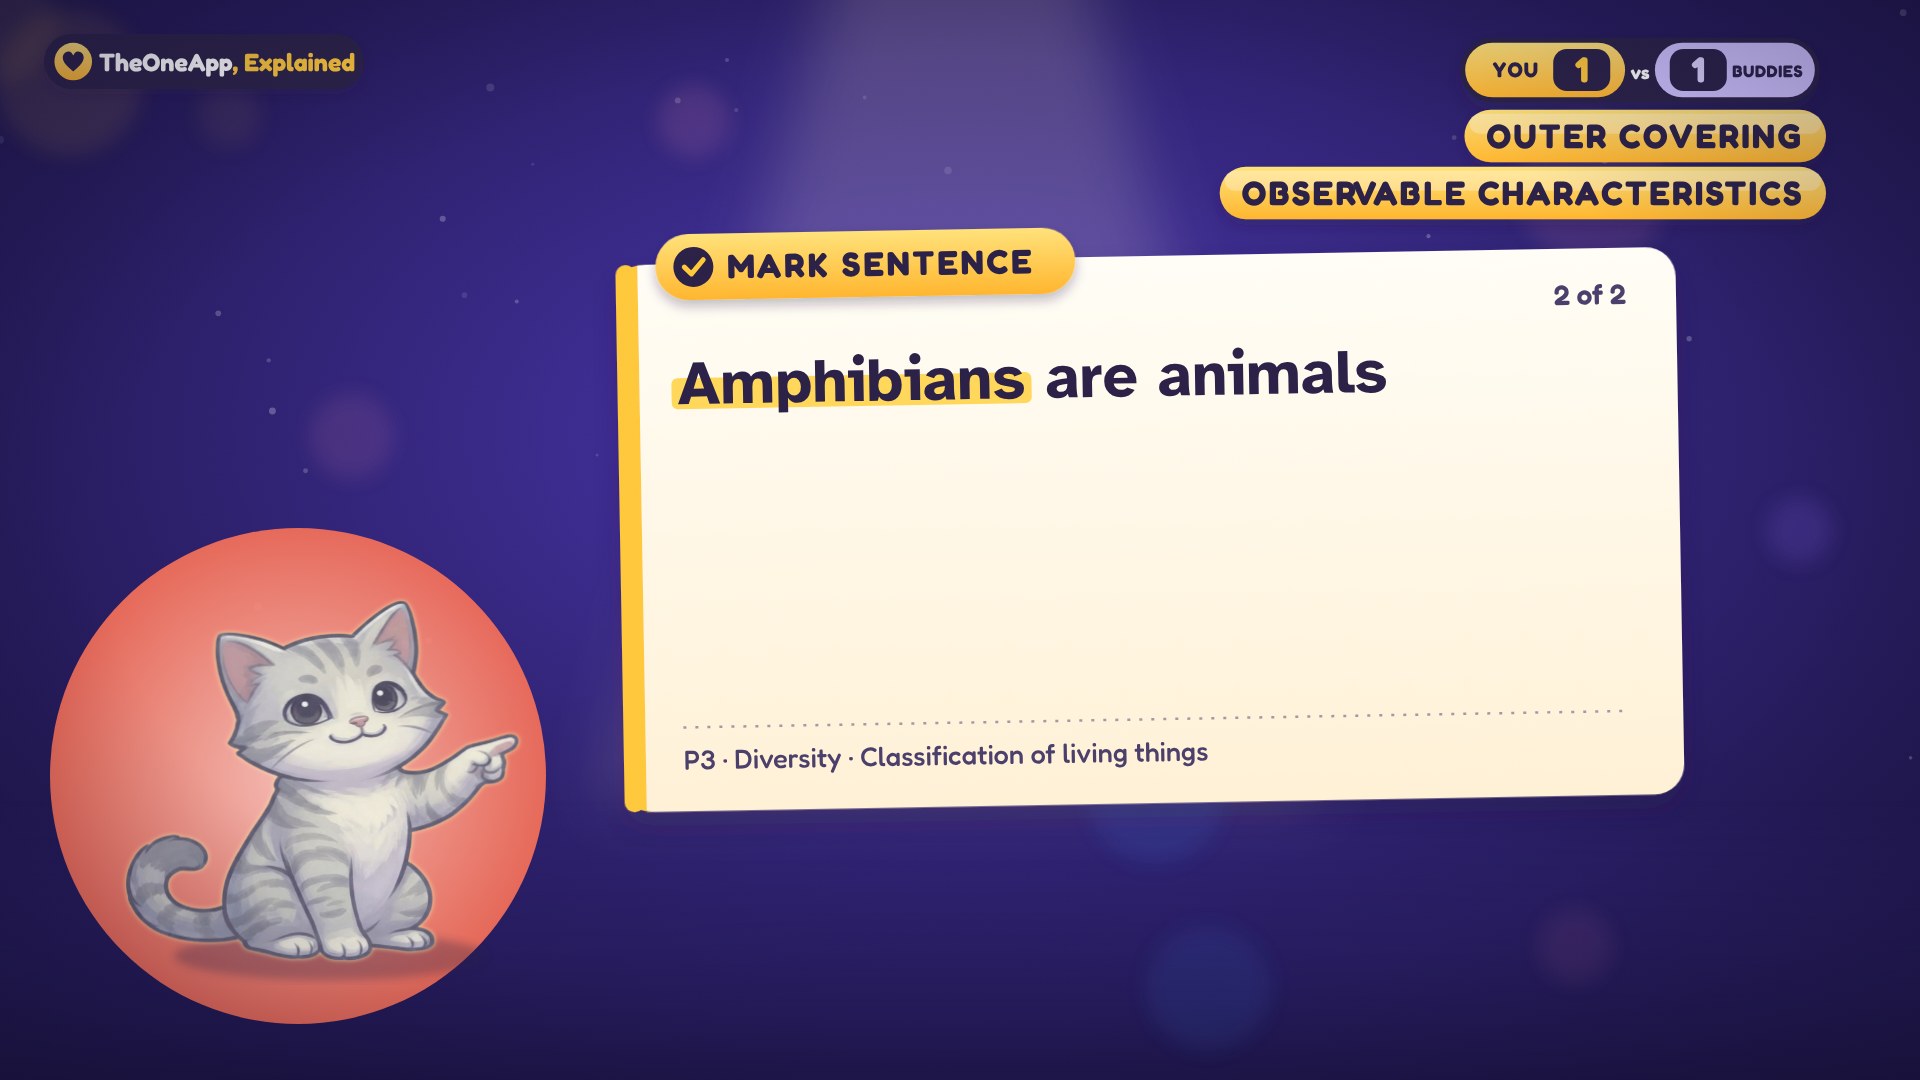 TheOneApp, Explained
YOU 1 vs 1 BUDDIES
OUTER COVERING
OBSERVABLE CHARACTERISTICS
MARK SENTENCE
2 of 2
Amphibians are animals
P3 · Diversity · Classification of living things